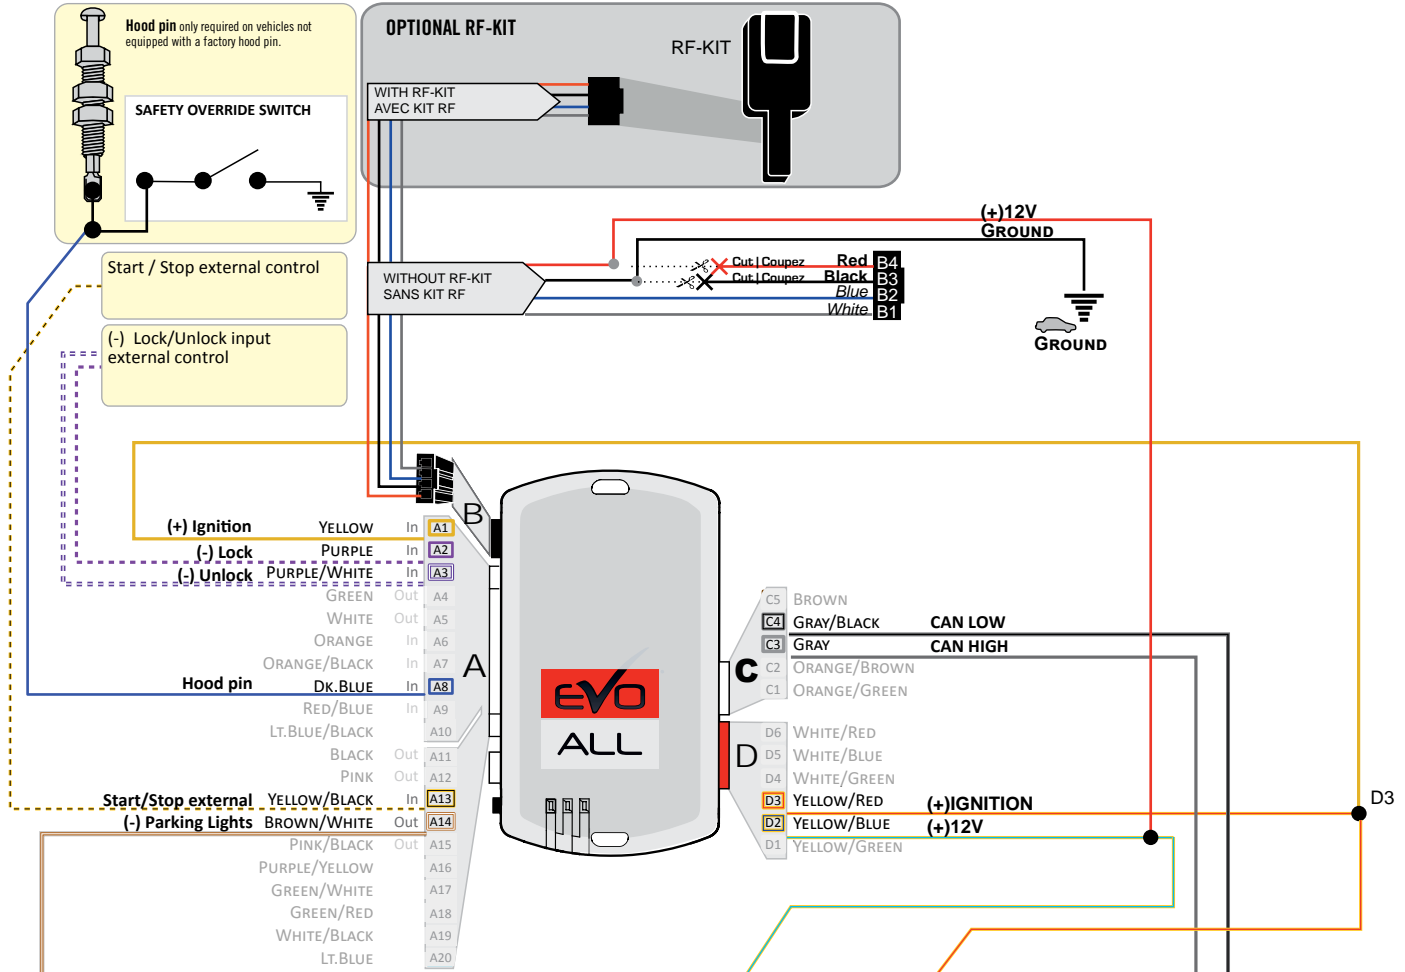 Hood pin only required on vehicles not
equipped with a factory hood pin.
SAFETY OVERRIDE SWITCH
OPTIONAL RF-KIT
RF-KIT
WITH RF-KIT
AVEC KIT RF
Start / Stop external control
(-) Lock/Unlock input
external control
WITHOUT RF-KIT
SANS KIT RF
(+)12V
GROUND
Cut | Coupez Red B4
Cut | Coupez Black B3
Blue B2
White B1
GROUND
B
(+) Ignition YELLOW In A1
(-) Lock PURPLE In A2
(-) Unlock PURPLE/WHITE In A3
GREEN Out A4
WHITE Out A5
ORANGE In A6
ORANGE/BLACK In A7
Hood pin DK.BLUE In A8
RED/BLUE In A9
LT.BLUE/BLACK A10
BLACK Out A11
PINK Out A12
Start/Stop external YELLOW/BLACK In A13
(-) Parking Lights BROWN/WHITE Out A14
PINK/BLACK Out A15
PURPLE/YELLOW A16
GREEN/WHITE A17
GREEN/RED A18
WHITE/BLACK A19
LT.BLUE A20
A
EVO
ALL
C
C5 BROWN
C4 GRAY/BLACK CAN LOW
C3 GRAY CAN HIGH
C2 ORANGE/BROWN
C1 ORANGE/GREEN
D
D6 WHITE/RED
D5 WHITE/BLUE
D4 WHITE/GREEN
D3 YELLOW/RED (+)IGNITION
D2 YELLOW/BLUE (+)12V
D1 YELLOW/GREEN
D3